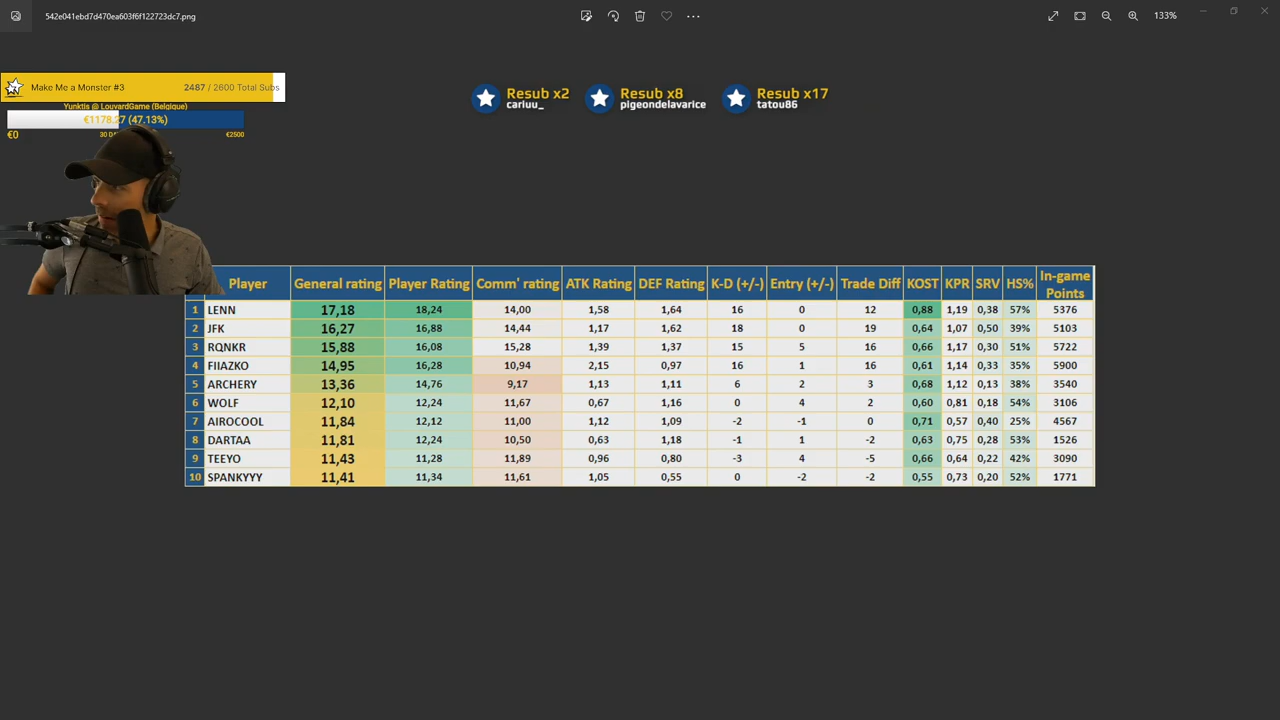 542e041ebd7d470ea603f6f122723dc7.png
133%
Make Me a Monster #3 2487 / 2600 Total Subs
Yunktis @ LouvardGame (Belgique)
€1178.27 (47.13%)
€0 €2500
Resub x2 Resub x8 Resub x17
cariuu_ pigeondelavarice tatou86
Player General rating Player Rating Comm' rating ATK Rating DEF Rating K-D (+/-) Entry (+/-) Trade Diff KOST KPR SRV HS% In-game Points
1 LENN 17,18 18,24 14,00 1,58 1,64 16 0 12 0,88 1,19 0,38 57% 5376
2 JFK 16,27 16,88 14,44 1,17 1,62 18 0 19 0,64 1,07 0,50 39% 5103
3 RQNKR 15,88 16,08 15,28 1,39 1,37 15 5 16 0,66 1,17 0,30 51% 5722
4 FIIAZKO 14,95 16,28 10,94 2,15 0,97 16 1 16 0,61 1,14 0,33 35% 5900
5 ARCHERY 13,36 14,76 9,17 1,13 1,11 6 2 3 0,68 1,12 0,13 38% 3540
6 WOLF 12,10 12,24 11,67 0,67 1,16 0 4 2 0,60 0,81 0,18 54% 3106
7 AIROCOOL 11,84 12,12 11,00 1,12 1,09 -2 -1 0 0,71 0,57 0,40 25% 4567
8 DARTAA 11,81 12,24 10,50 0,63 1,18 -1 1 -2 0,63 0,75 0,28 53% 1526
9 TEEYO 11,43 11,28 11,89 0,96 0,80 -3 4 -5 0,66 0,64 0,22 42% 3090
10 SPANKYYY 11,41 11,34 11,61 1,05 0,55 0 -2 -2 0,55 0,73 0,20 52% 1771